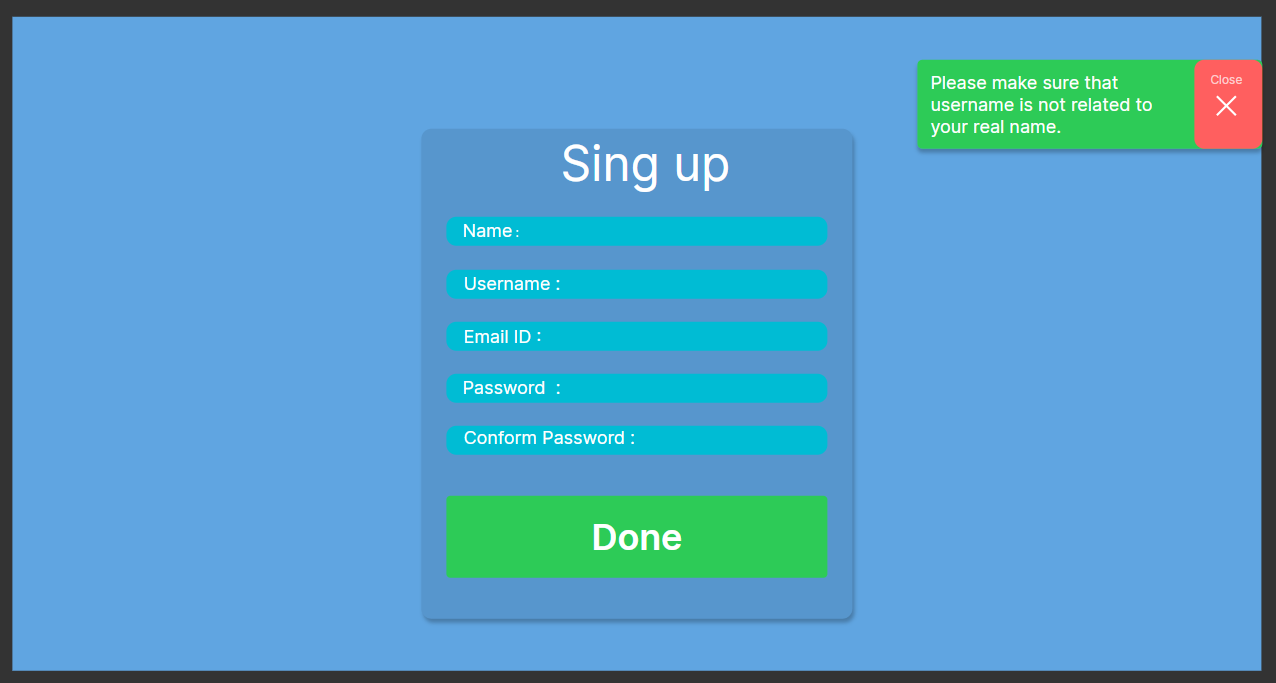 Please make sure that
username is not related to
your real name.
Close
Sing up
Name :
Username :
Email ID :
Password  :
Conform Password :
Done